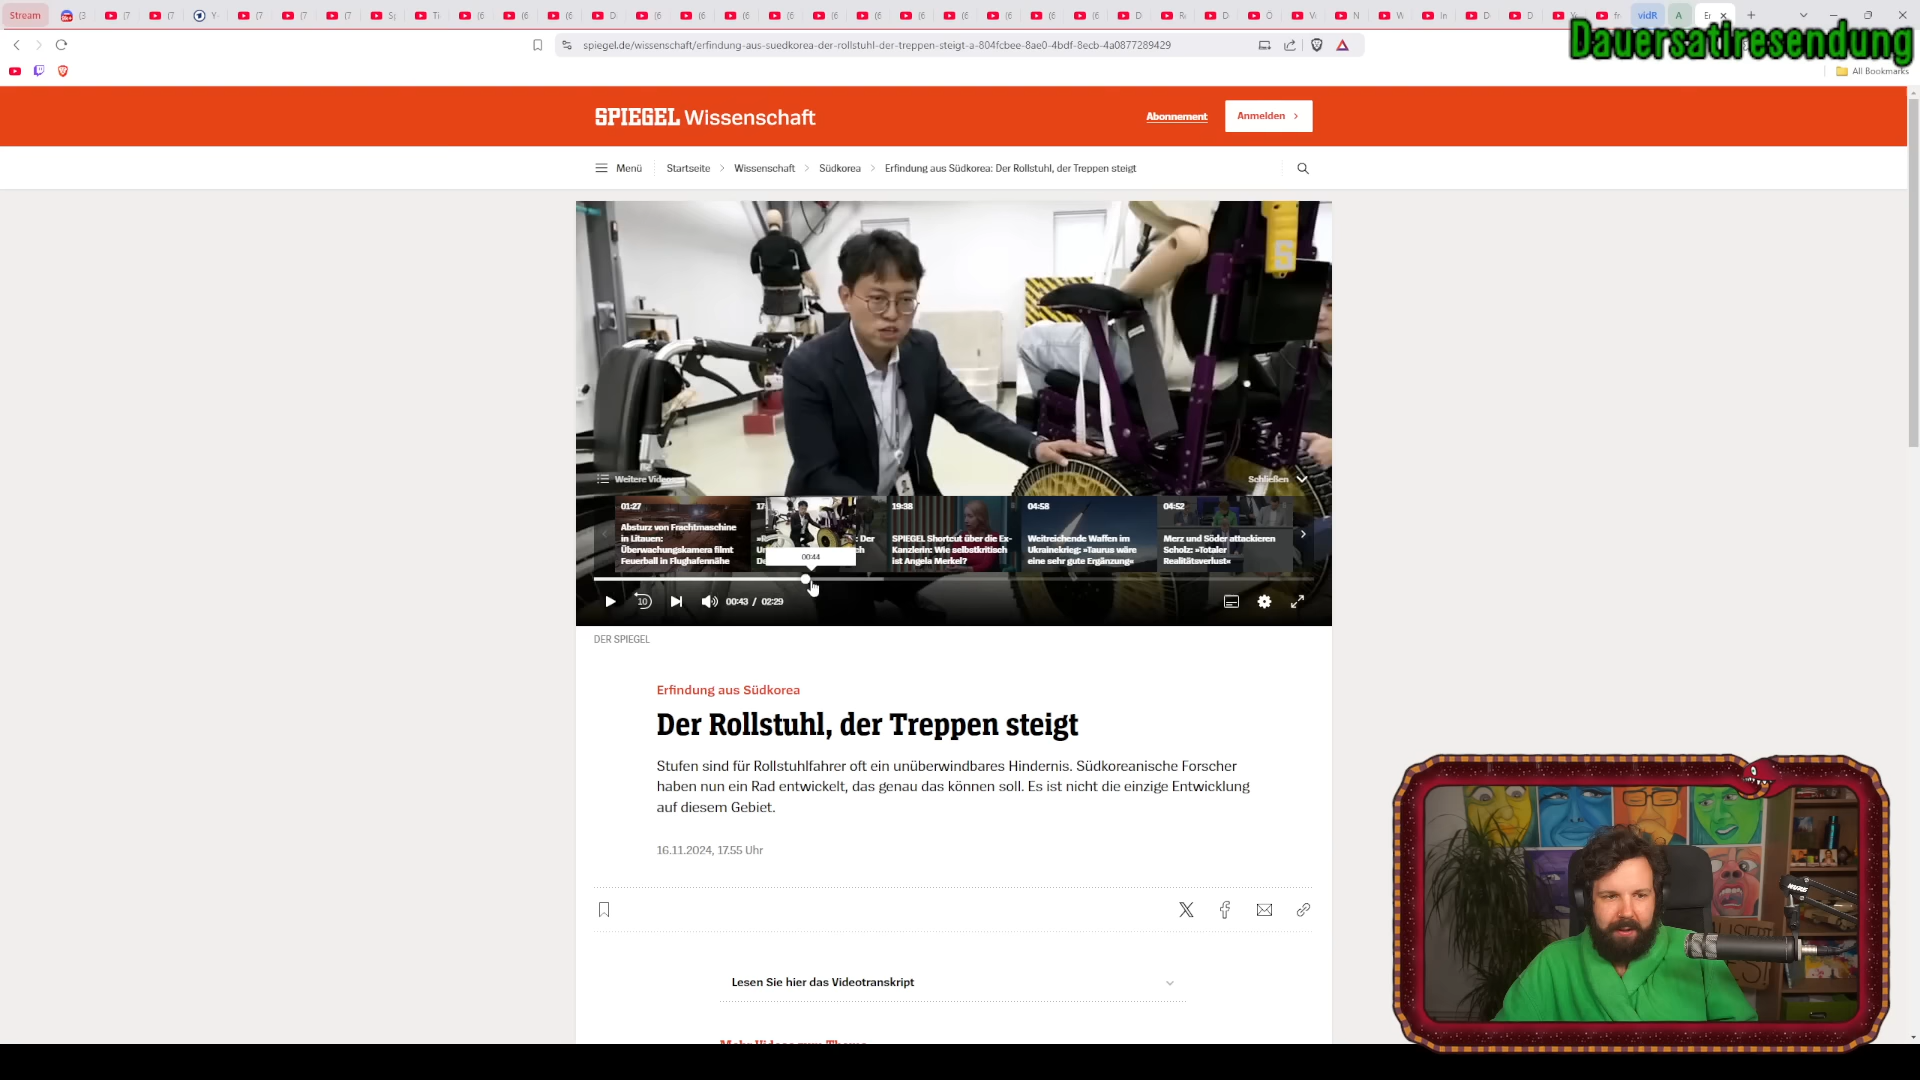 Stream
vidR
A
Dauersatiresendung
spiegel.de/wissenschaft/erfindung-aus-suedkorea-der-rollstuhl-der-treppen-steigt-a-804fcbee-8ae0-4bdf-8ecb-4a0877289429
All Bookmarks
SPIEGEL Wissenschaft
Abonnement
Anmelden
Menü
Startseite
Wissenschaft
Südkorea
Erfindung aus Südkorea: Der Rollstuhl, der Treppen steigt
Schließen
01:27
Absturz von Frachtmaschine
in Litauen:
Überwachungskamera filmt
Feuerball in Flughafennähe
00:44
19:38
SPIEGEL Shortcut über die Ex-
Kanzlerin: Wie selbstkritisch
ist Angela Merkel?
04:58
Weitreichende Waffen im
Ukrainekrieg: »Taurus wäre
eine sehr gute Ergänzung«
04:52
Merz und Söder attackieren
Scholz: »Totaler
Realitätsverlust«
10
00:43 / 02:29
DER SPIEGEL
Erfindung aus Südkorea
Der Rollstuhl, der Treppen steigt
Stufen sind für Rollstuhlfahrer oft ein unüberwindbares Hindernis. Südkoreanische Forscher
haben nun ein Rad entwickelt, das genau das können soll. Es ist nicht die einzige Entwicklung
auf diesem Gebiet.
16.11.2024, 17.55 Uhr
Lesen Sie hier das Videotranskript